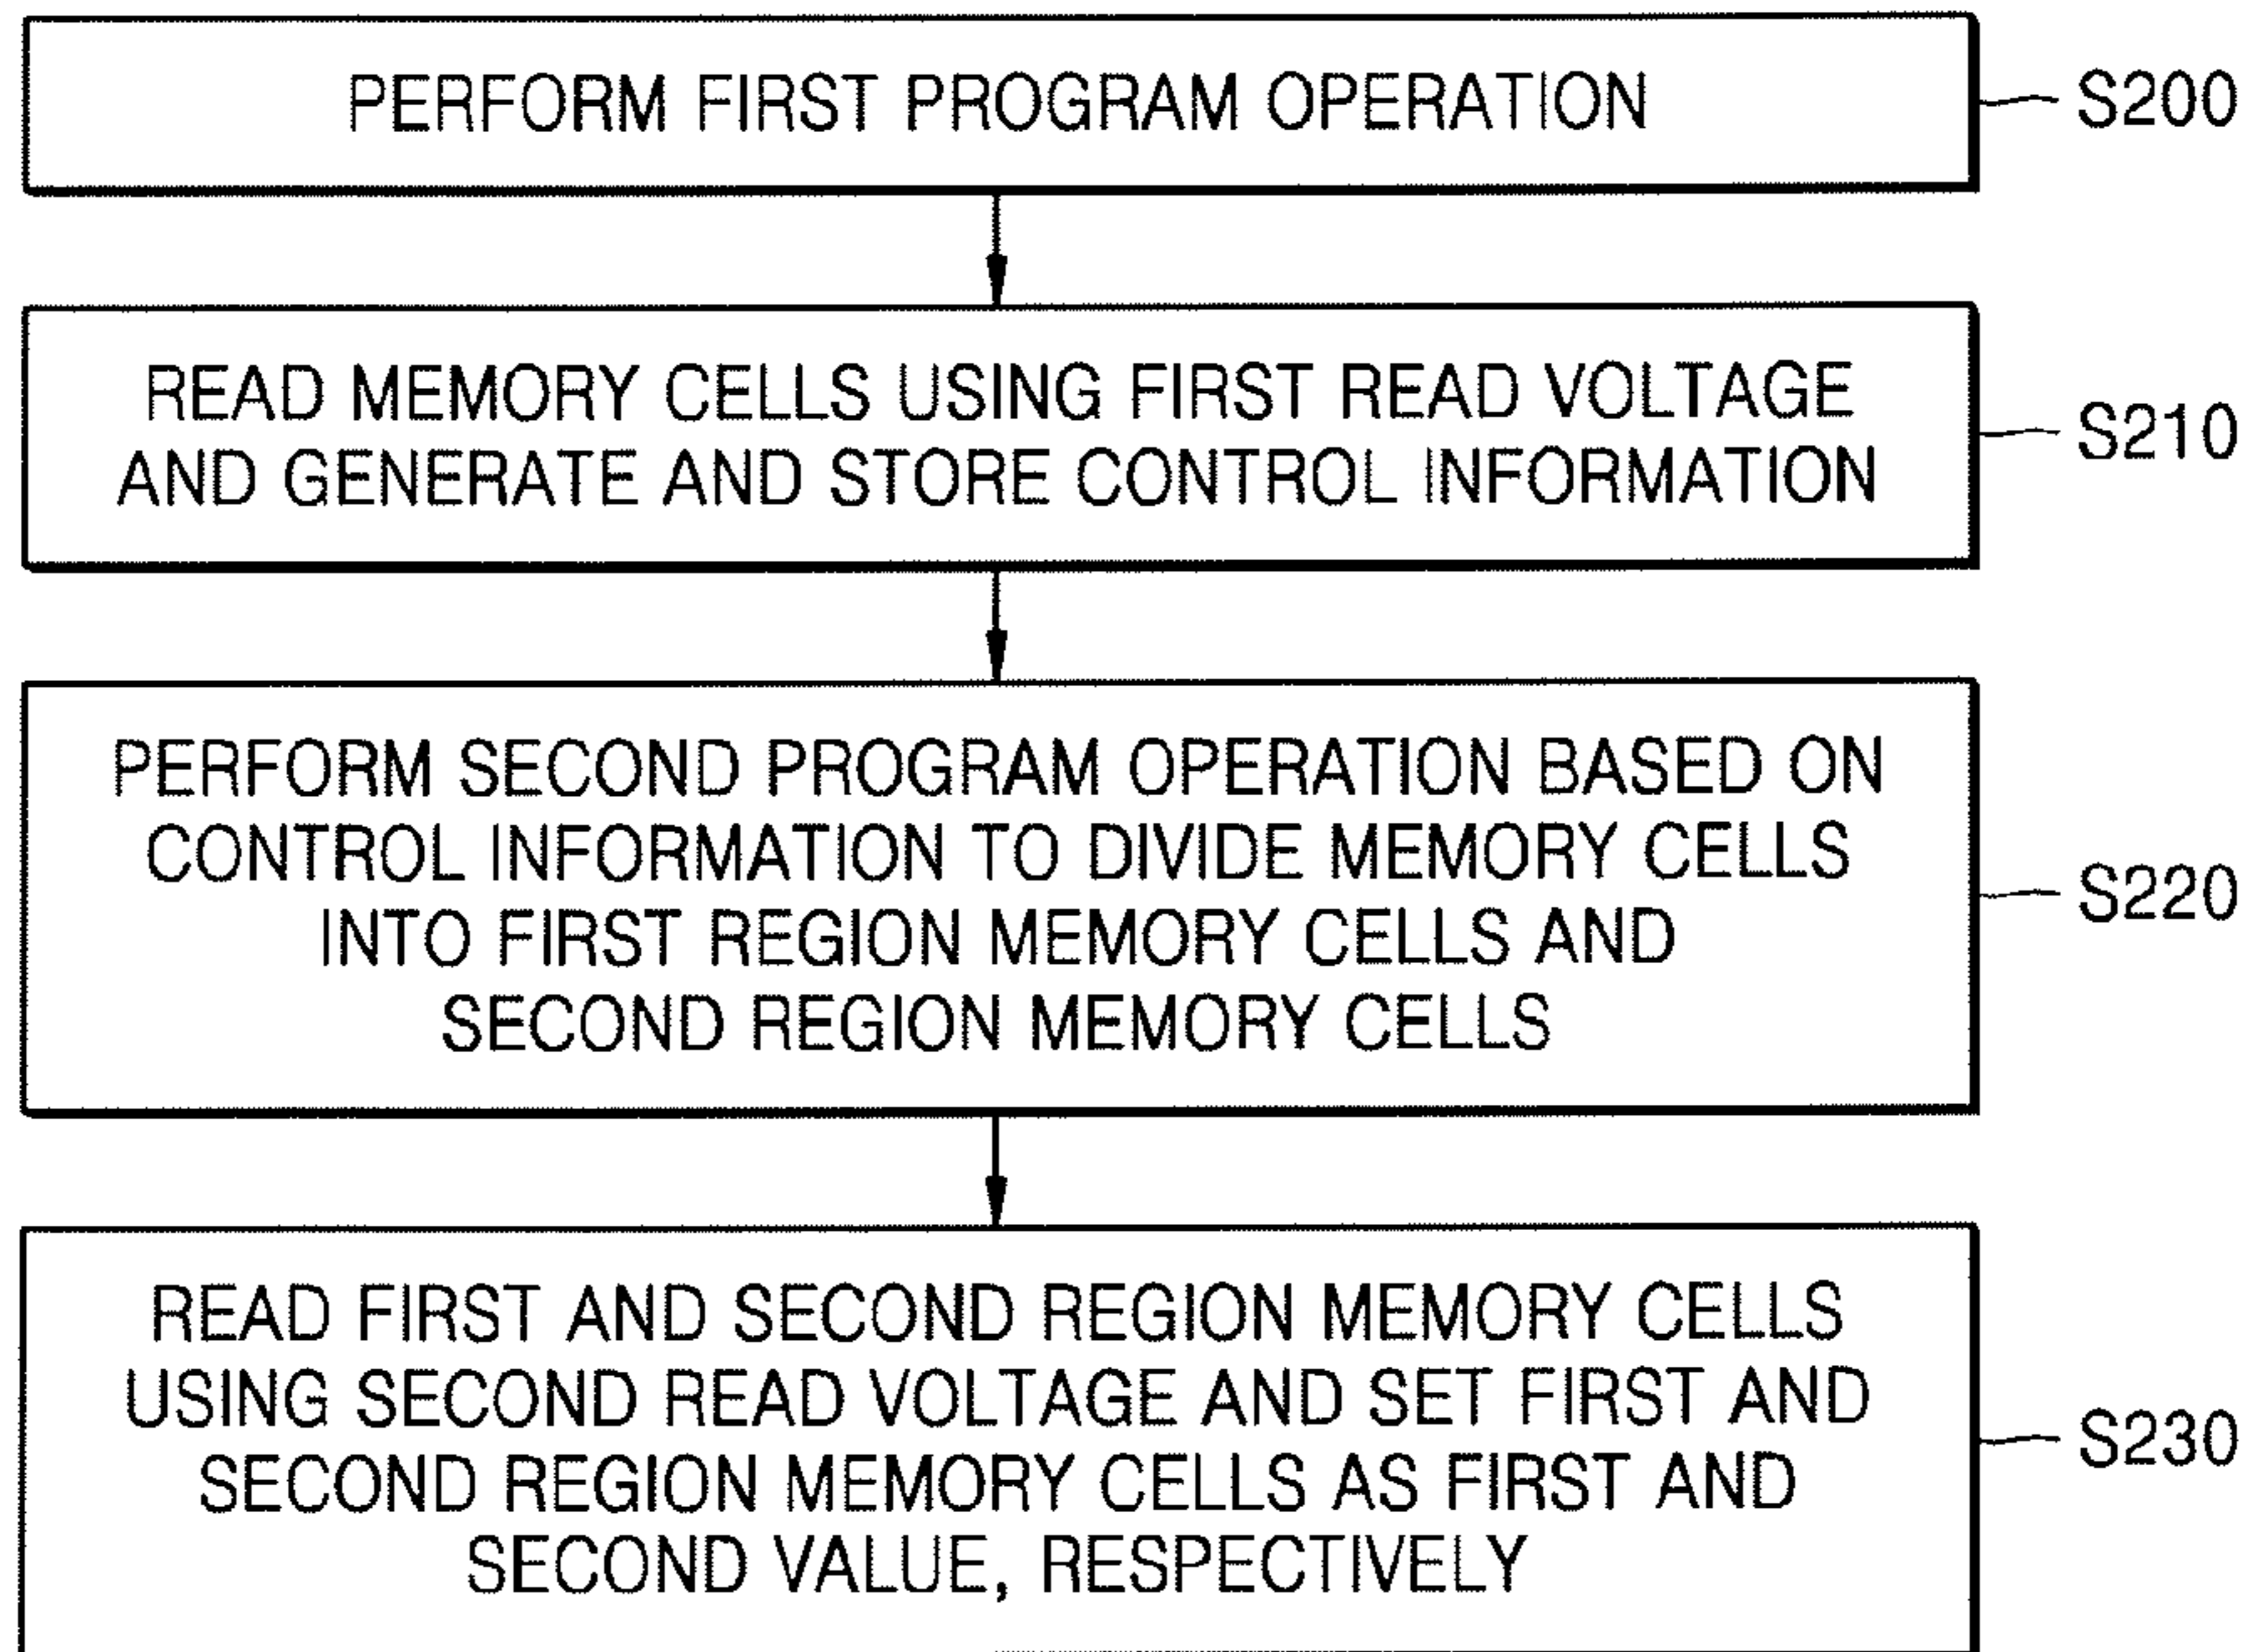 PERFORM FIRST PROGRAM OPERATION
S200
READ MEMORY CELLS USING FIRST READ VOLTAGE
AND GENERATE AND STORE CONTROL INFORMATION
S210
PERFORM SECOND PROGRAM OPERATION BASED ON
CONTROL INFORMATION TO DIVIDE MEMORY CELLS
INTO FIRST REGION MEMORY CELLS AND
SECOND REGION MEMORY CELLS
S220
READ FIRST AND SECOND REGION MEMORY CELLS
USING SECOND READ VOLTAGE AND SET FIRST AND
SECOND REGION MEMORY CELLS AS FIRST AND
SECOND VALUE, RESPECTIVELY
S230